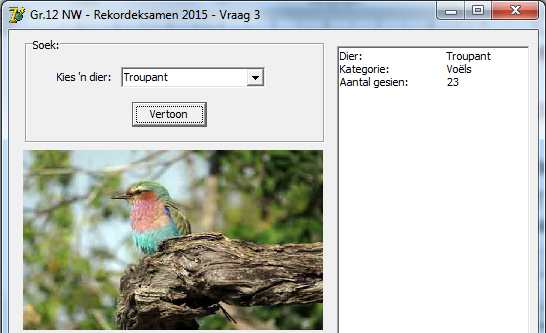 Gr.12 NW - Rekordeksamen 2015 - Vraag 3
Soek:
Kies 'n dier: Troupant
Vertoon
Dier: Troupant
Kategorie: Voëls
Aantal gesien: 23